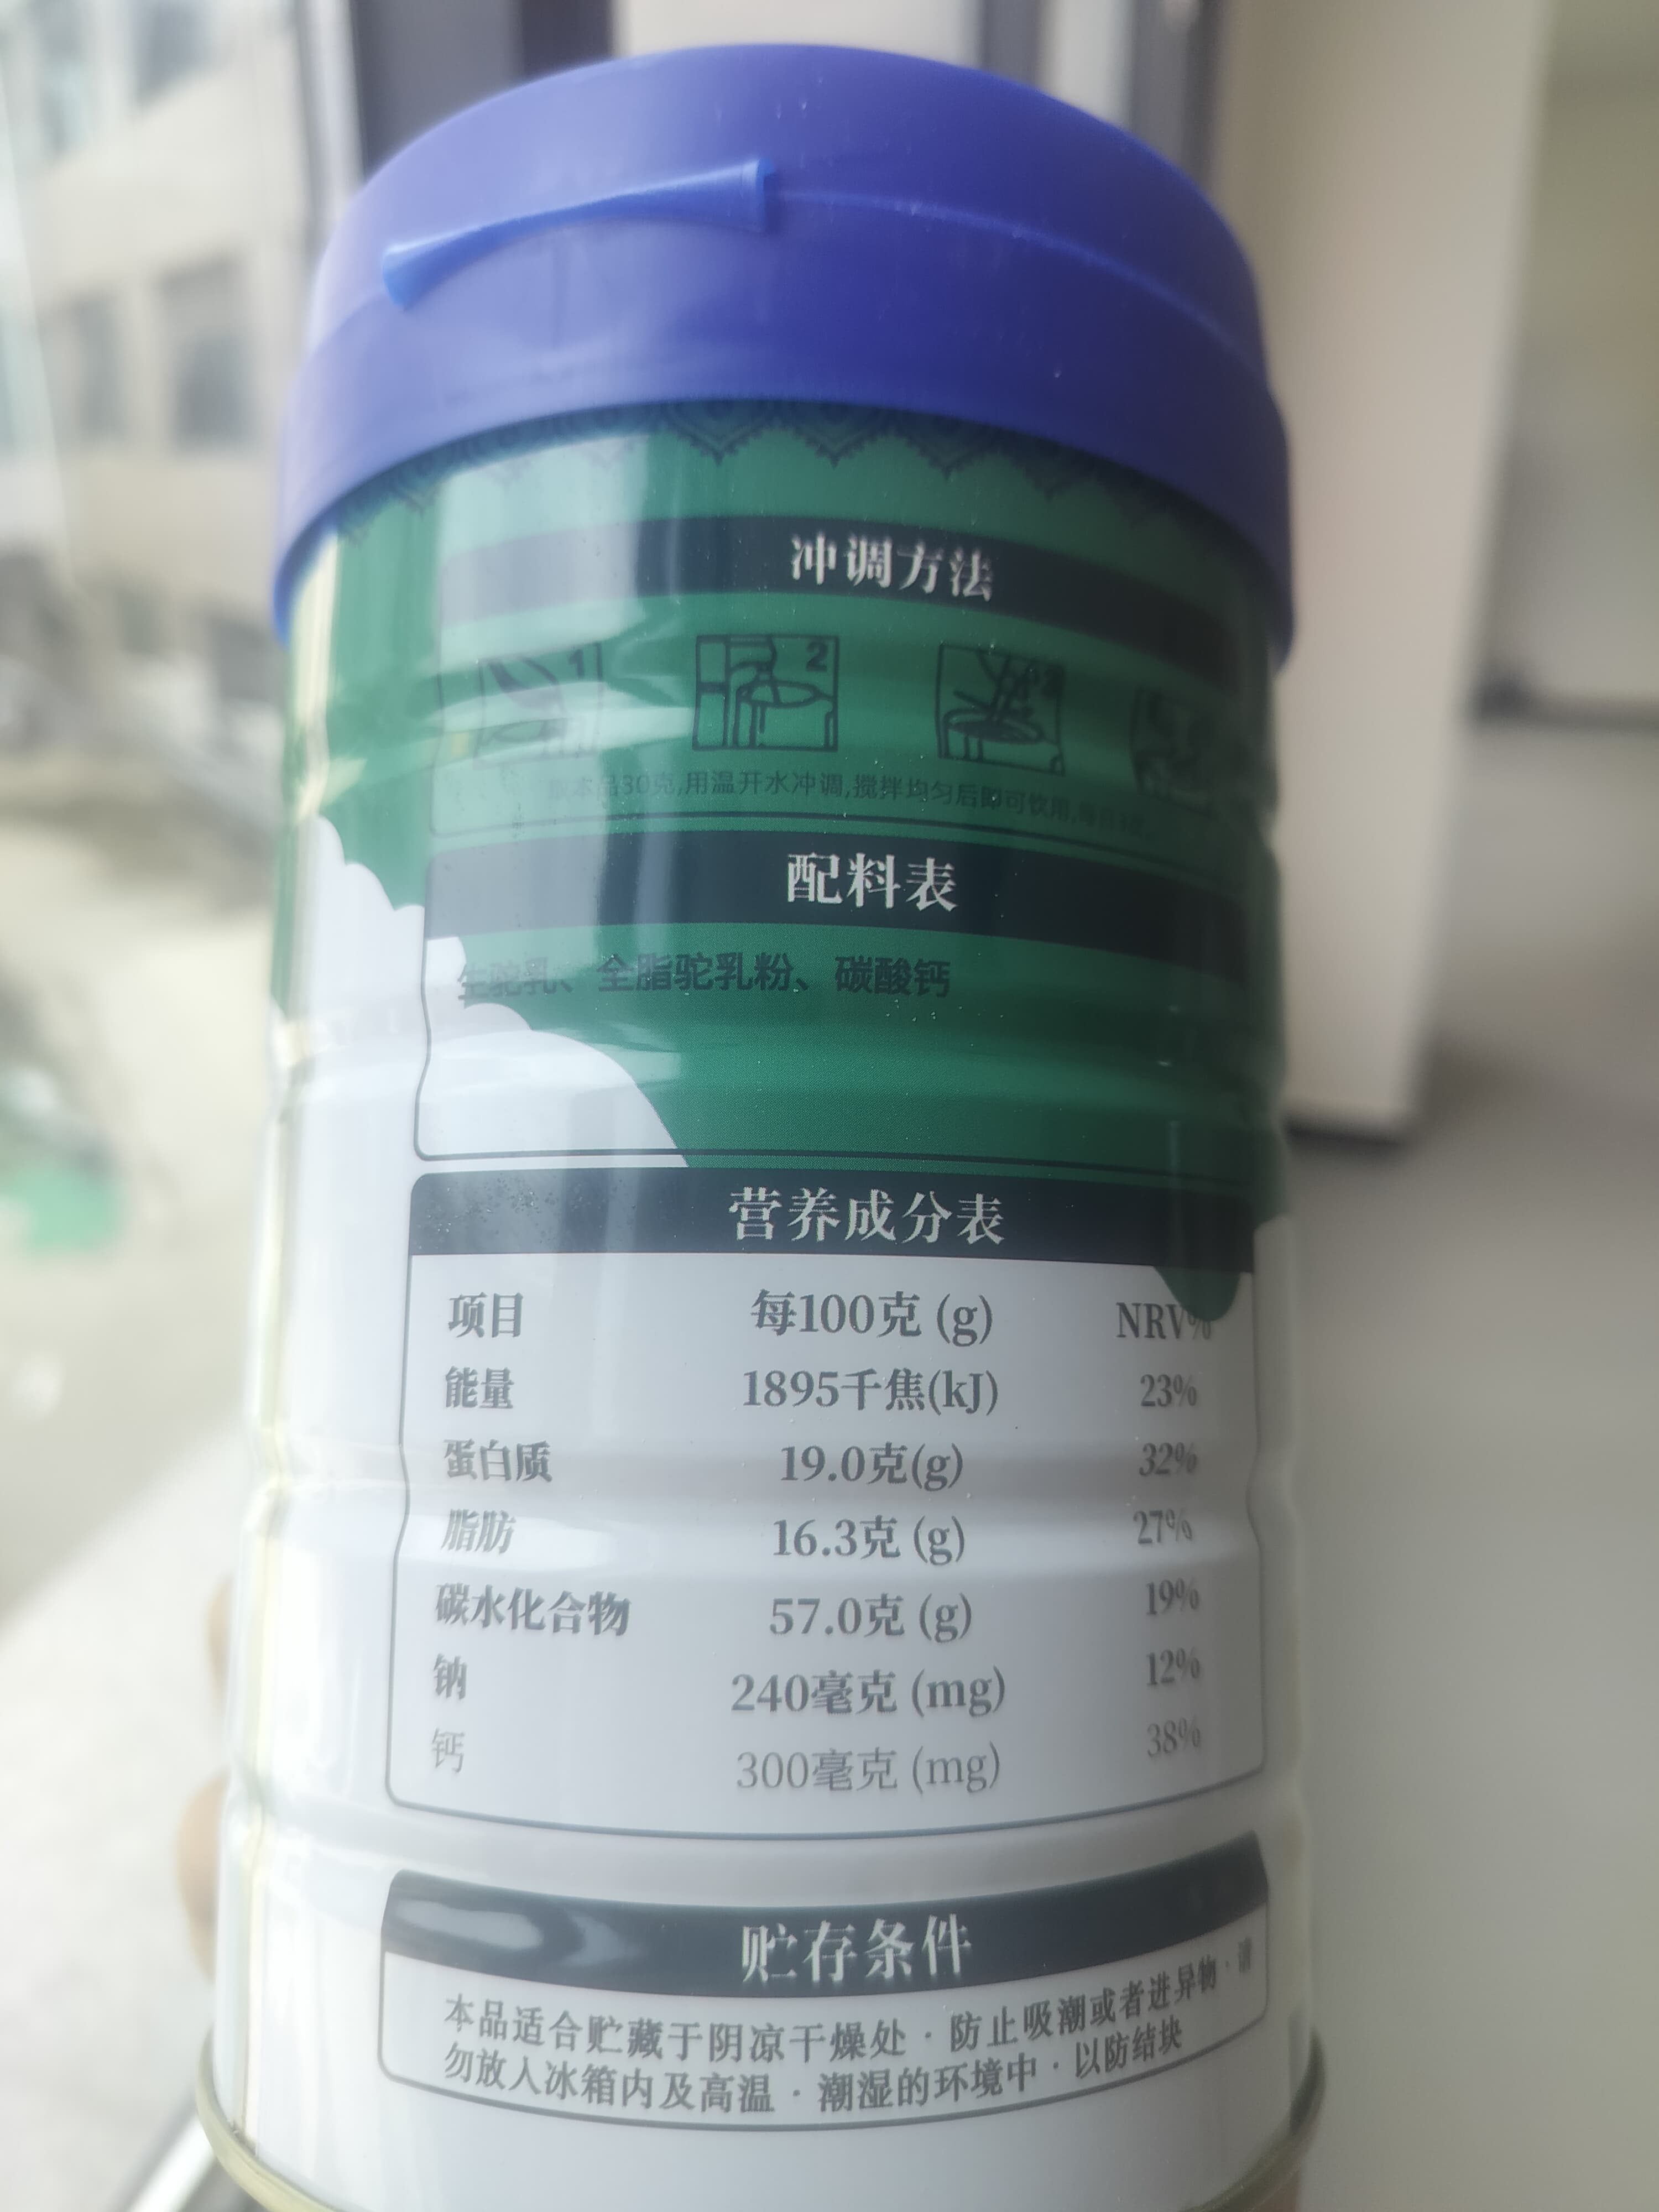 冲调方法
1
2
3
取本品30克,用温开水冲调,搅拌均匀后即可饮用,
配料表
生驼乳、全脂驼乳粉、碳酸钙
营养成分表
项目 每100克 (g) NRV%
能量 1895千焦(kJ) 23%
蛋白质 19.0克(g) 32%
脂肪 16.3克 (g) 27%
碳水化合物 57.0克 (g) 19%
钠 240毫克 (mg) 12%
钙 300毫克 (mg) 38%
贮存条件
本品适合贮藏于阴凉干燥处·防止吸潮或者进异物·请
勿放入冰箱内及高温·潮湿的环境中·以防结块